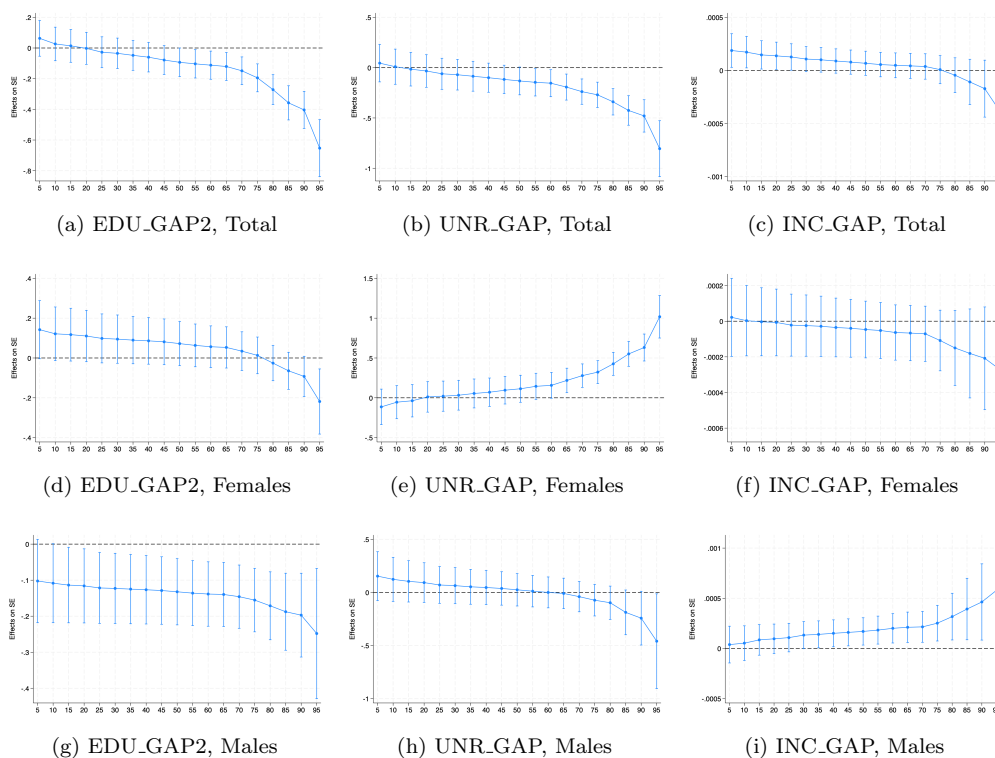 Effects on SE
.2
0
-.2
-.4
-.6
-.8
5 10 15 20 25 30 35 40 45 50 55 60 65 70 75 80 85 90 95
(a) EDU_GAP2, Total
Effects on SE
.5
0
-.5
-1
5 10 15 20 25 30 35 40 45 50 55 60 65 70 75 80 85 90 95
(b) UNR_GAP, Total
Effects on SE
.0005
0
-.0005
-.001
5 10 15 20 25 30 35 40 45 50 55 60 65 70 75 80 85 90
(c) INC_GAP, Total
Effects on SE
.4
.2
0
-.2
-.4
5 10 15 20 25 30 35 40 45 50 55 60 65 70 75 80 85 90 95
(d) EDU_GAP2, Females
Effects on SE
1.5
1
.5
0
-.5
5 10 15 20 25 30 35 40 45 50 55 60 65 70 75 80 85 90 95
(e) UNR_GAP, Females
Effects on SE
.0002
0
-.0002
-.0004
-.0006
5 10 15 20 25 30 35 40 45 50 55 60 65 70 75 80 85 90
(f) INC_GAP, Females
Effects on SE
0
-.1
-.2
-.3
-.4
5 10 15 20 25 30 35 40 45 50 55 60 65 70 75 80 85 90 95
(g) EDU_GAP2, Males
Effects on SE
.5
0
-.5
-1
5 10 15 20 25 30 35 40 45 50 55 60 65 70 75 80 85 90 95
(h) UNR_GAP, Males
Effects on SE
.001
.0005
0
-.0005
5 10 15 20 25 30 35 40 45 50 55 60 65 70 75 80 85 90
(i) INC_GAP, Males